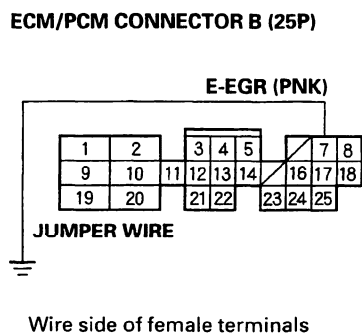 ECM/PCM CONNECTOR B (25P)
E-EGR (PNK)
1 2 3 4 5 7 8
9 10 11 12 13 14 16 17 18
19 20 21 22 23 24 25
JUMPER WIRE
Wire side of female terminals